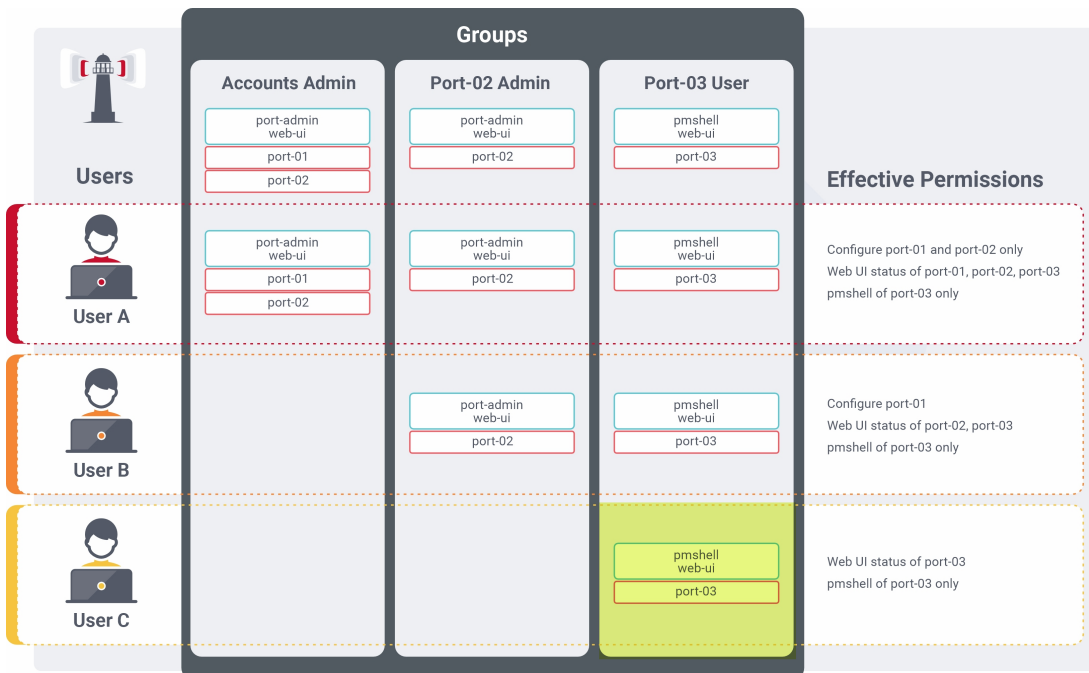 Groups
Accounts Admin
Port-02 Admin
Port-03 User
port-admin
web-ui
port-01
port-02
port-admin
web-ui
port-02
pmshell
web-ui
port-03
Users
Effective Permissions
User A
port-admin
web-ui
port-01
port-02
port-admin
web-ui
port-02
pmshell
web-ui
port-03
Configure port-01 and port-02 only
Web UI status of port-01, port-02, port-03
pmshell of port-03 only
User B
port-admin
web-ui
port-02
pmshell
web-ui
port-03
Configure port-01
Web UI status of port-02, port-03
pmshell of port-03 only
User C
pmshell
web-ui
port-03
Web UI status of port-03
pmshell of port-03 only